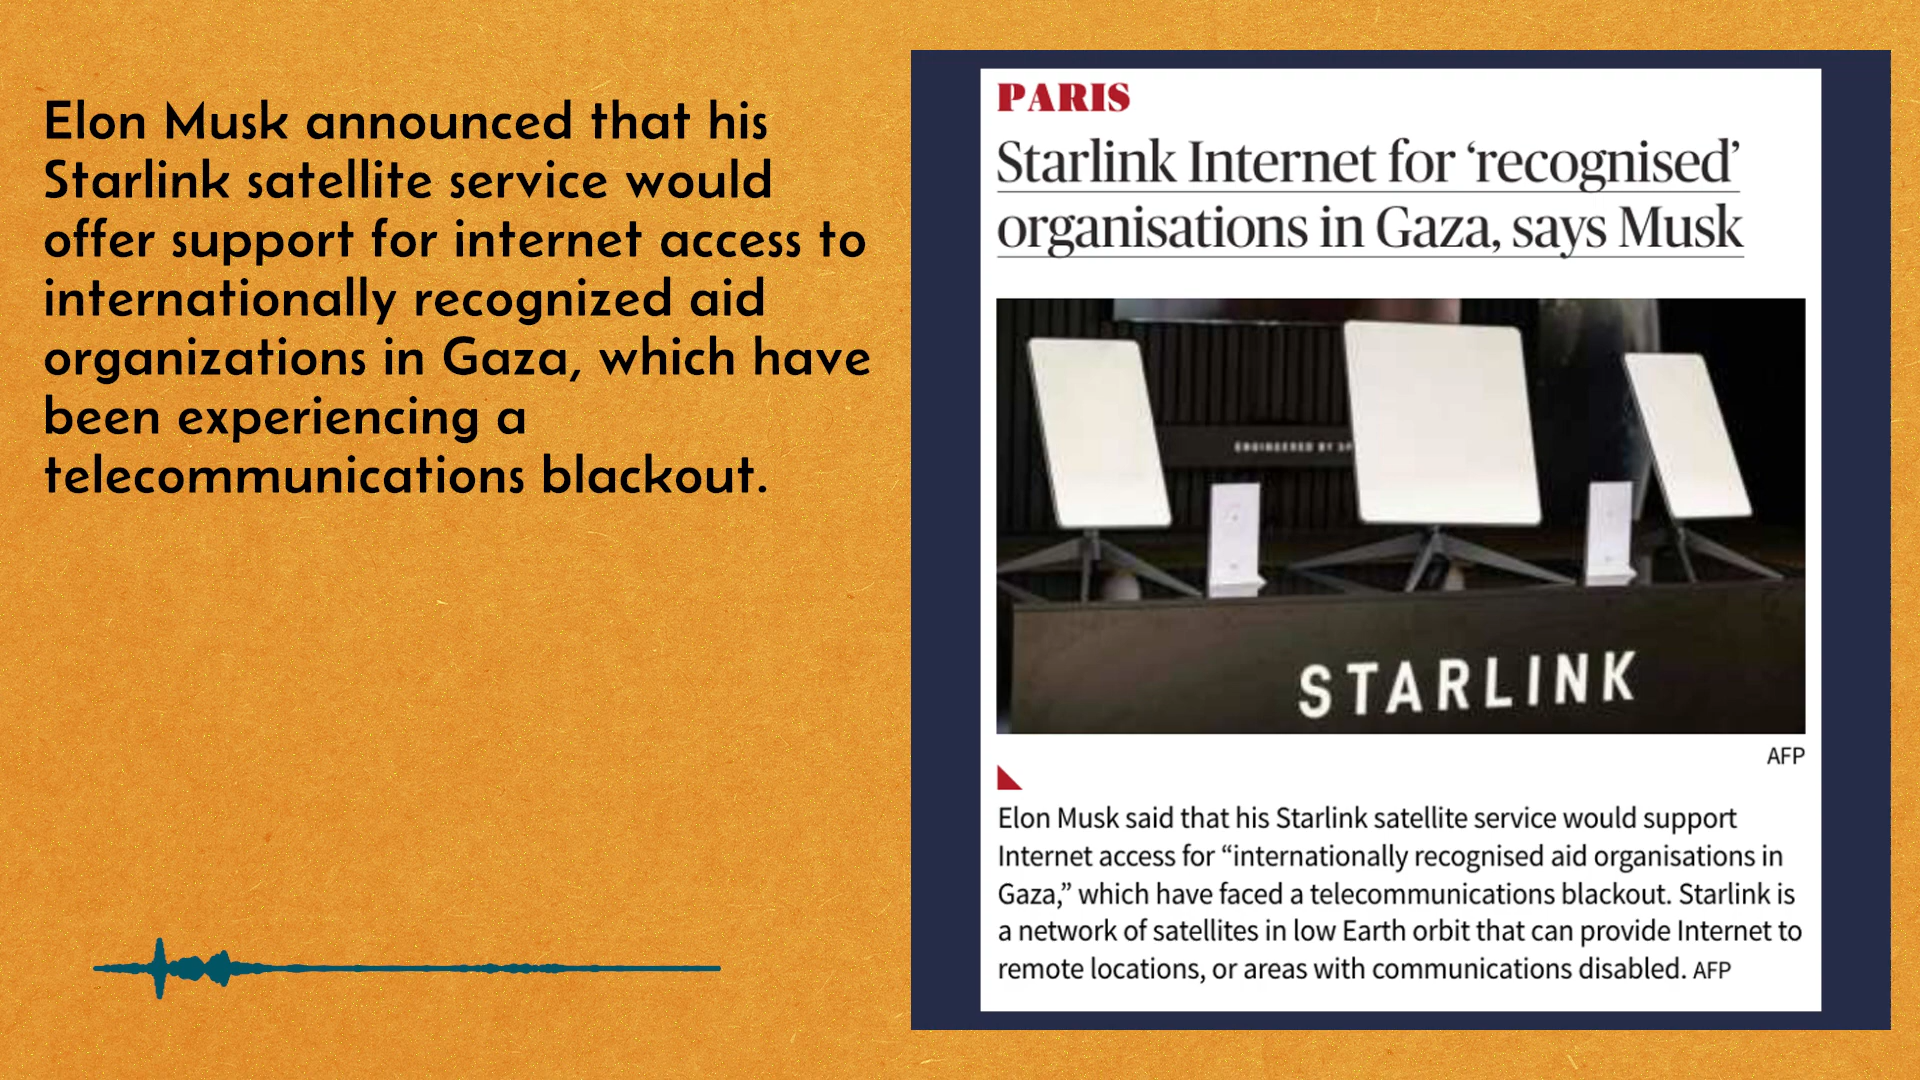 Elon Musk announced that his
Starlink satellite service would
offer support for internet access to
internationally recognized aid
organizations in Gaza, which have
been experiencing a
telecommunications blackout.
PARIS
Starlink Internet for ‘recognised’
organisations in Gaza, says Musk
ENGINEERED BY SP
STARLINK
AFP
Elon Musk said that his Starlink satellite service would support
Internet access for “internationally recognised aid organisations in
Gaza,” which have faced a telecommunications blackout. Starlink is
a network of satellites in low Earth orbit that can provide Internet to
remote locations, or areas with communications disabled. AFP